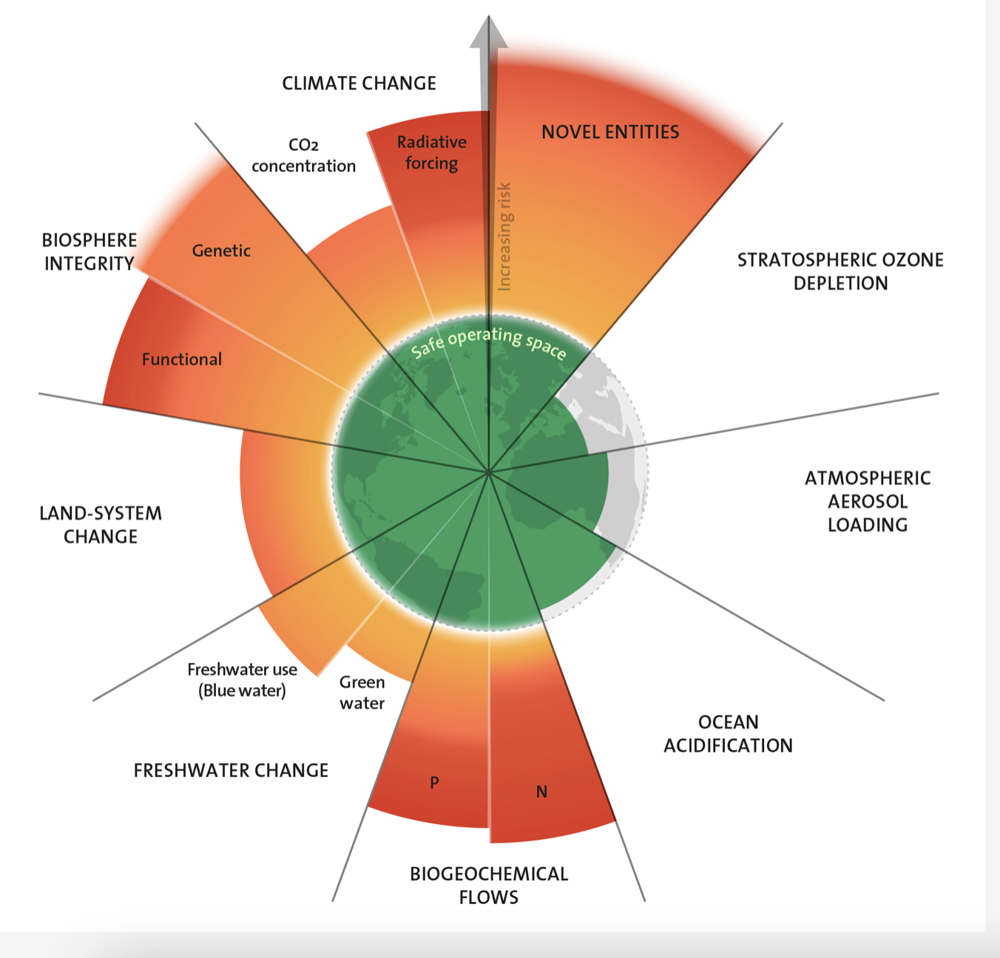 CLIMATE CHANGE
CO2
concentration
Radiative
forcing
NOVEL ENTITIES
Increasing risk
BIOSPHERE
INTEGRITY
Genetic
Functional
STRATOSPHERIC OZONE
DEPLETION
Safe operating space
ATMOSPHERIC
AEROSOL
LOADING
LAND-SYSTEM
CHANGE
Freshwater use
(Blue water)
Green
water
FRESHWATER CHANGE
OCEAN
ACIDIFICATION
P
N
BIOGEOCHEMICAL
FLOWS